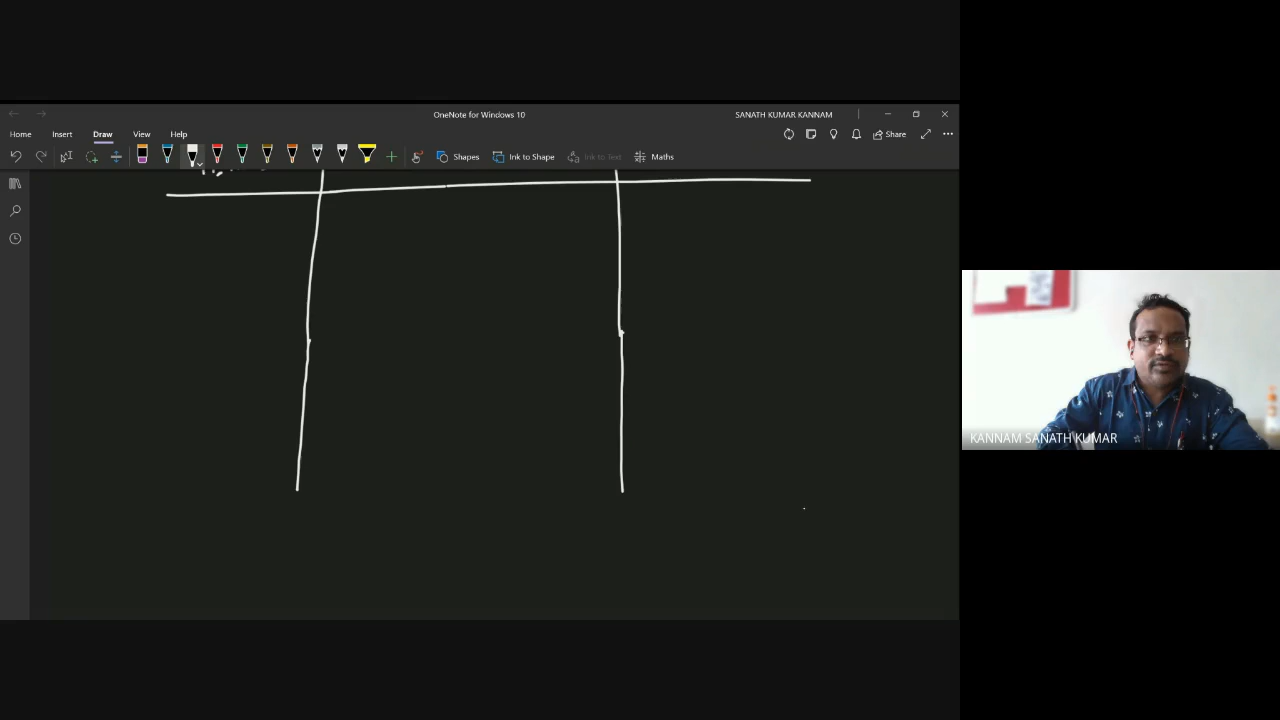 OneNote for Windows 10
SANATH KUMAR KANNAM
Home Insert Draw View Help
Share
Shapes Ink to Shape Ink to Text Maths
KANNAM SANATH KUMAR